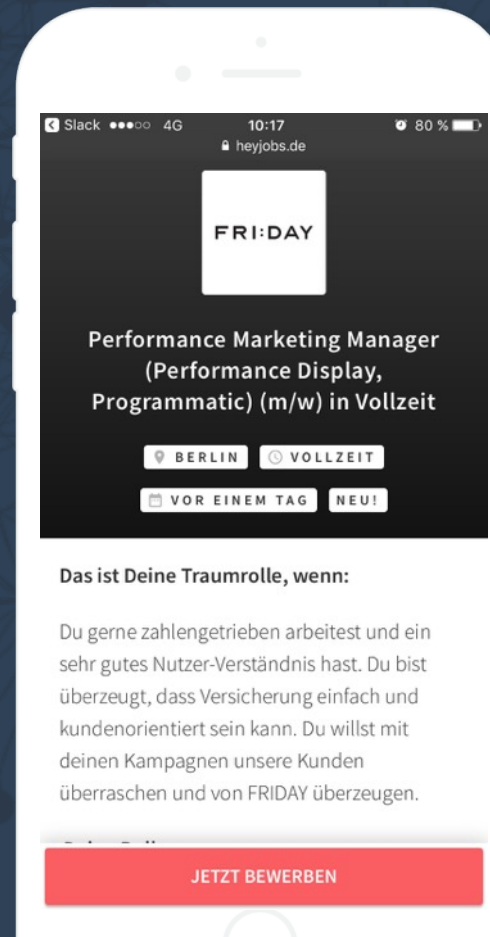 Slack 4G 10:17 80 %
heyjobs.de
FRI:DAY
Performance Marketing Manager
(Performance Display,
Programmatic) (m/w) in Vollzeit
BERLIN VOLLZEIT
VOR EINEM TAG NEU!
Das ist Deine Traumrolle, wenn:
Du gerne zahlengetrieben arbeitest und ein
sehr gutes Nutzer-Verständnis hast. Du bist
überzeugt, dass Versicherung einfach und
kundenorientiert sein kann. Du willst mit
deinen Kampagnen unsere Kunden
überraschen und von FRIDAY überzeugen.
JETZT BEWERBEN